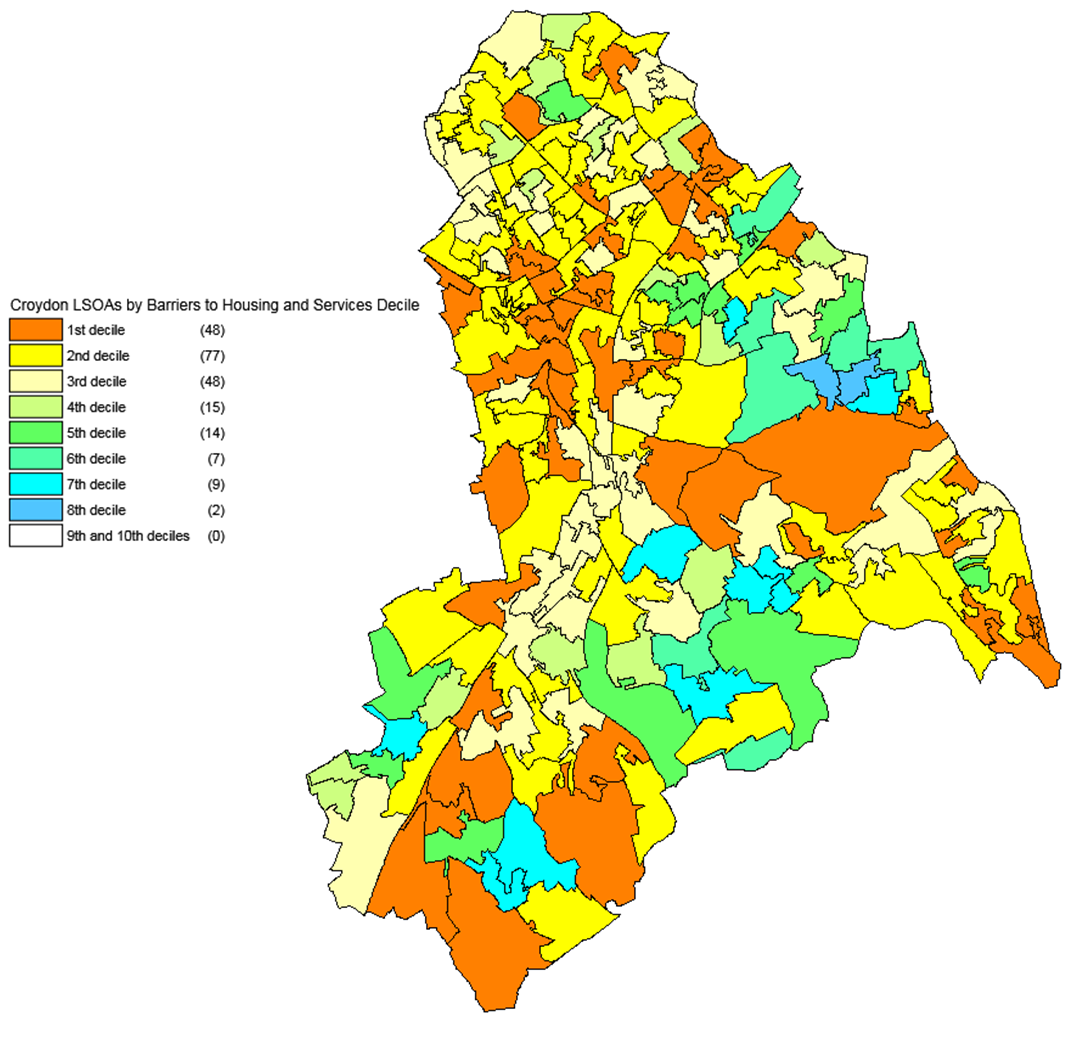 Croydon LSOAs by Barriers to Housing and Services Decile
1st decile (48)
2nd decile (77)
3rd decile (48)
4th decile (15)
5th decile (14)
6th decile (7)
7th decile (9)
8th decile (2)
9th and 10th deciles (0)